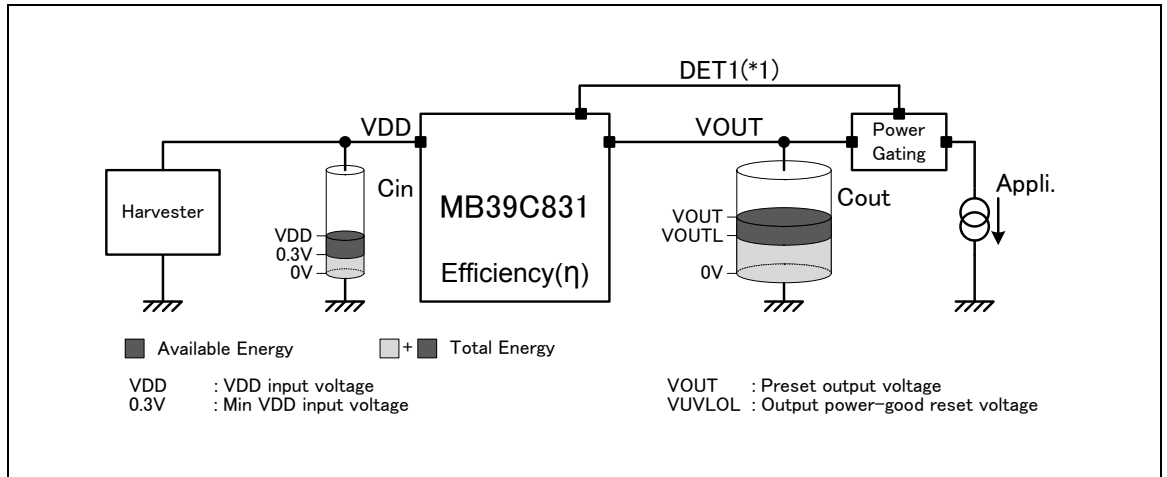 DET1(*1)
VDD
VOUT
Power
Gating
Harvester
Cin
VDD
0.3V
0V
MB39C831
Efficiency(η)
VOUT
VOUTL
0V
Cout
Appli.
Available Energy
+ Total Energy
VDD : VDD input voltage
0.3V : Min VDD input voltage
VOUT : Preset output voltage
VUVLOL : Output power-good reset voltage